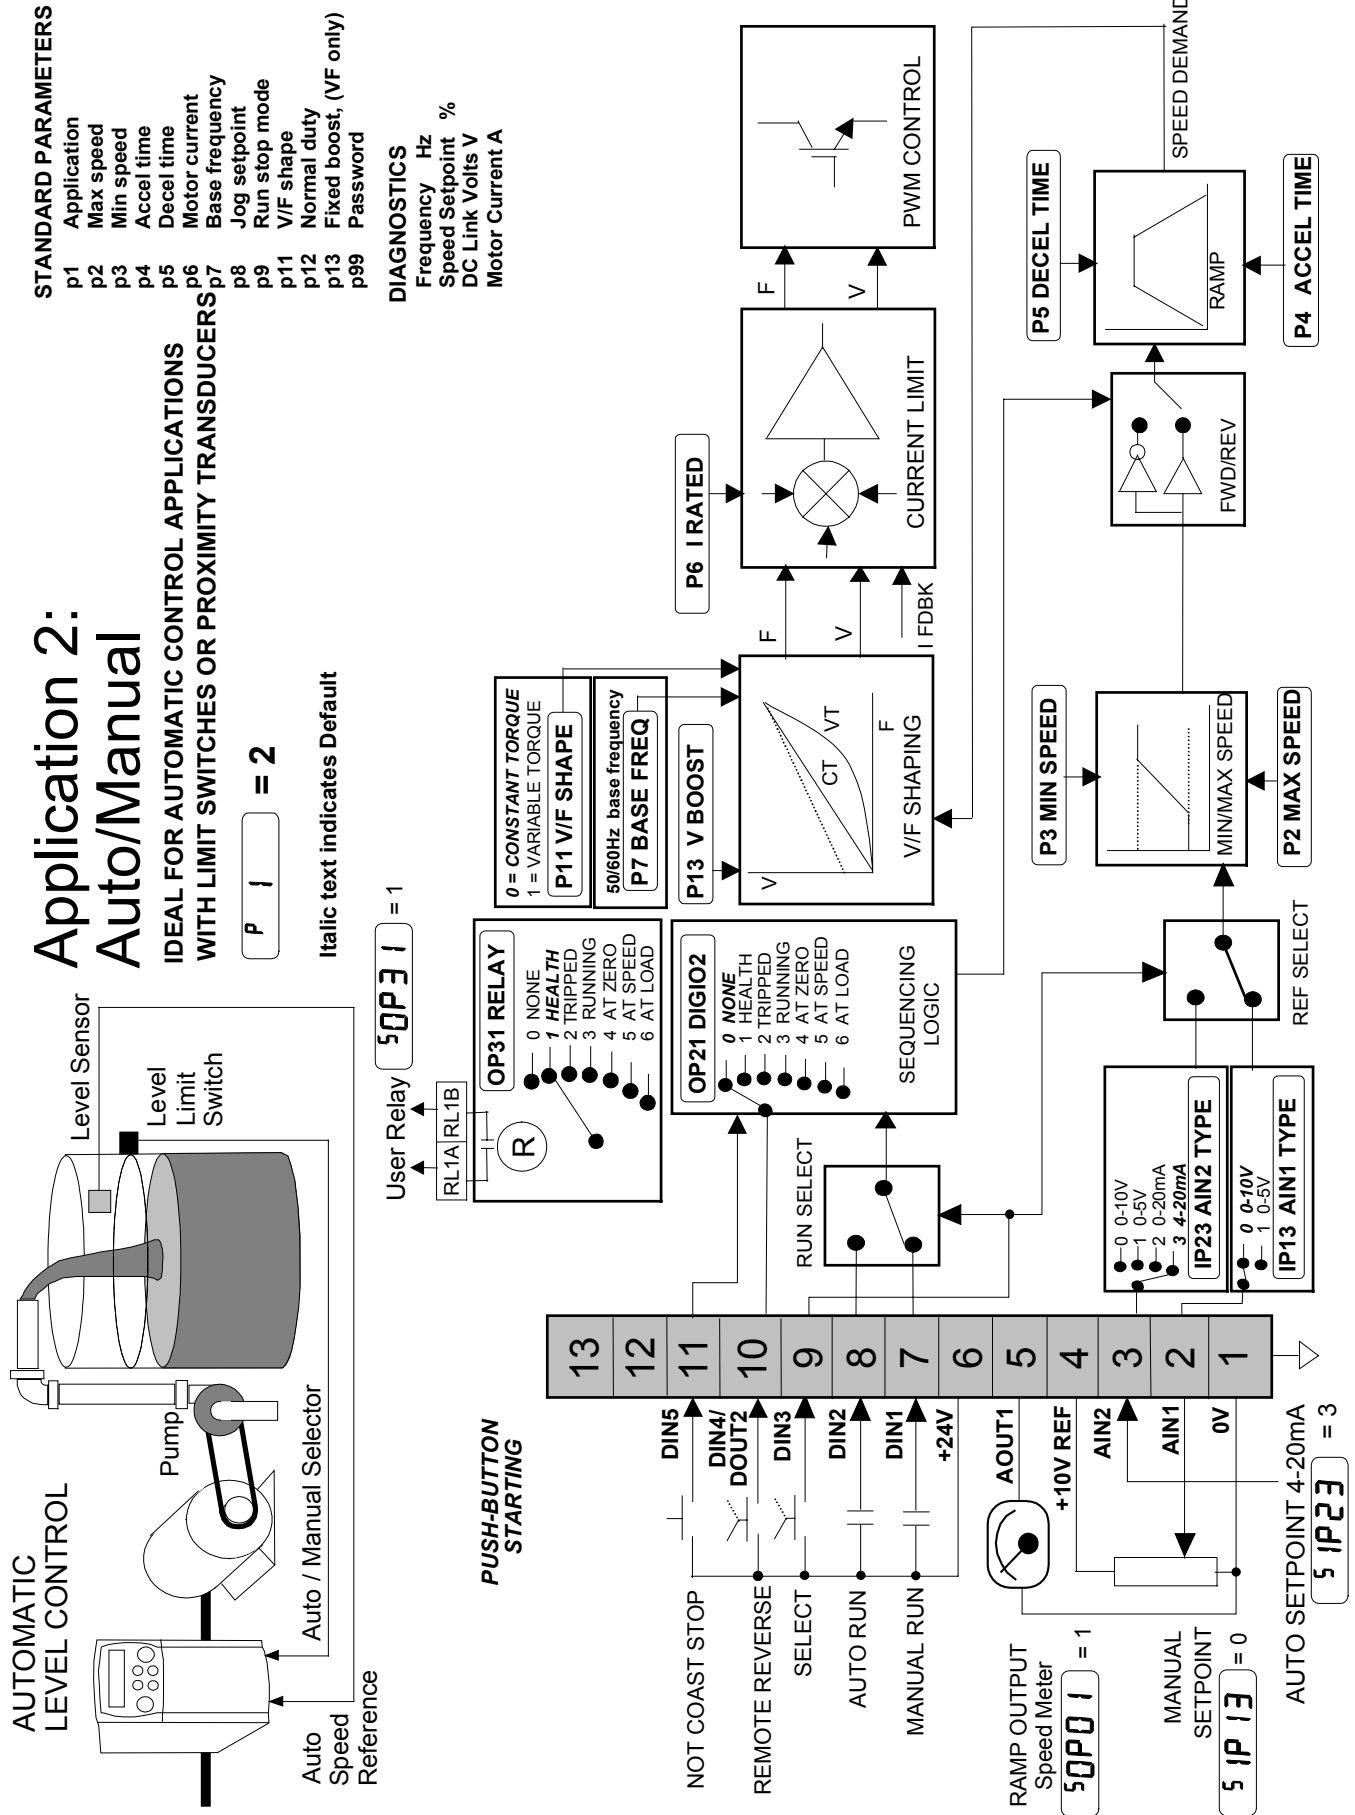 Application 2:
Auto/Manual
IDEAL FOR AUTOMATIC CONTROL APPLICATIONS
WITH LIMIT SWITCHES OR PROXIMITY TRANSDUCERS
P 1 = 2
Italic text indicates Default
STANDARD PARAMETERS
p1 Application
p2 Max speed
p3 Min speed
p4 Accel time
p5 Decel time
p6 Motor current
p7 Base frequency
p8 Jog setpoint
p9 Run stop mode
p11 V/F shape
p12 Normal duty
p13 Fixed boost, (VF only)
p99 Password
DIAGNOSTICS
Frequency Hz
Speed Setpoint %
DC Link Volts V
Motor Current A
AUTOMATIC
LEVEL CONTROL
Pump
Level Sensor
Level
Limit
Switch
Auto / Manual Selector
Auto
Speed
Reference
User Relay
SOP31 = 1
RL1A RL1B
R
OP31 RELAY
0 NONE
1 HEALTH
2 TRIPPED
3 RUNNING
4 AT ZERO
5 AT SPEED
6 AT LOAD
0 = CONSTANT TORQUE
1 = VARIABLE TORQUE
P11 V/F SHAPE
50/60Hz base frequency
P7 BASE FREQ
P13 V BOOST
V
CT
VT
F
V/F SHAPING
F
V
I FDBK
P6 I RATED
CURRENT LIMIT
F
V
PWM CONTROL
PUSH-BUTTON
STARTING
NOT COAST STOP
REMOTE REVERSE
SELECT
AUTO RUN
MANUAL RUN
DIN5
DIN4/
DOUT2
DIN3
DIN2
DIN1
+24V
AOUT1
+10V REF
AIN2
AIN1
0V
13
12
11
10
9
8
7
6
5
4
3
2
1
OP21 DIGIO2
0 NONE
1 HEALTH
2 TRIPPED
3 RUNNING
4 AT ZERO
5 AT SPEED
6 AT LOAD
SEQUENCING
LOGIC
RUN SELECT
RAMP OUTPUT
Speed Meter
SOP01 = 1
MANUAL
SETPOINT
SIP13 = 0
AUTO SETPOINT 4-20mA
SIP23 = 3
0 0-10V
1 0-5V
2 0-20mA
3 4-20mA
IP23 AIN2 TYPE
0 0-10V
1 0-5V
IP13 AIN1 TYPE
REF SELECT
P3 MIN SPEED
MIN/MAX SPEED
P2 MAX SPEED
FWD/REV
P5 DECEL TIME
RAMP
P4 ACCEL TIME
SPEED DEMAND